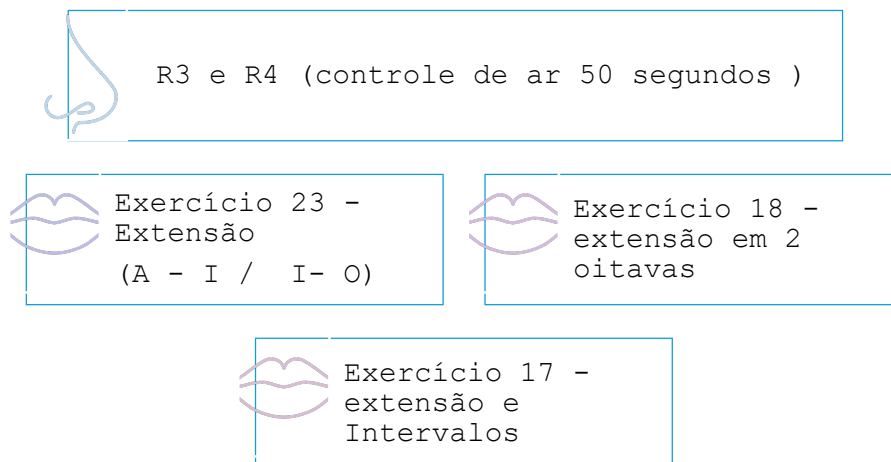 R3 e R4 (controle de ar 50 segundos )
Exercício 23 -
Extensão
(A - I / I- O)
Exercício 18 -
extensão em 2
oitavas
Exercício 17 -
extensão e
Intervalos